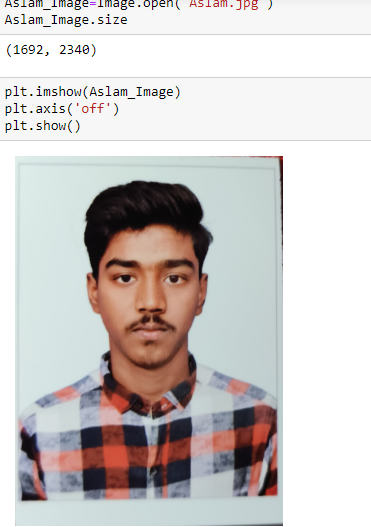 Aslam_Image=Image.open('Aslam.jpg')
Aslam_Image.size
(1692, 2340)
plt.imshow(Aslam_Image)
plt.axis('off')
plt.show()